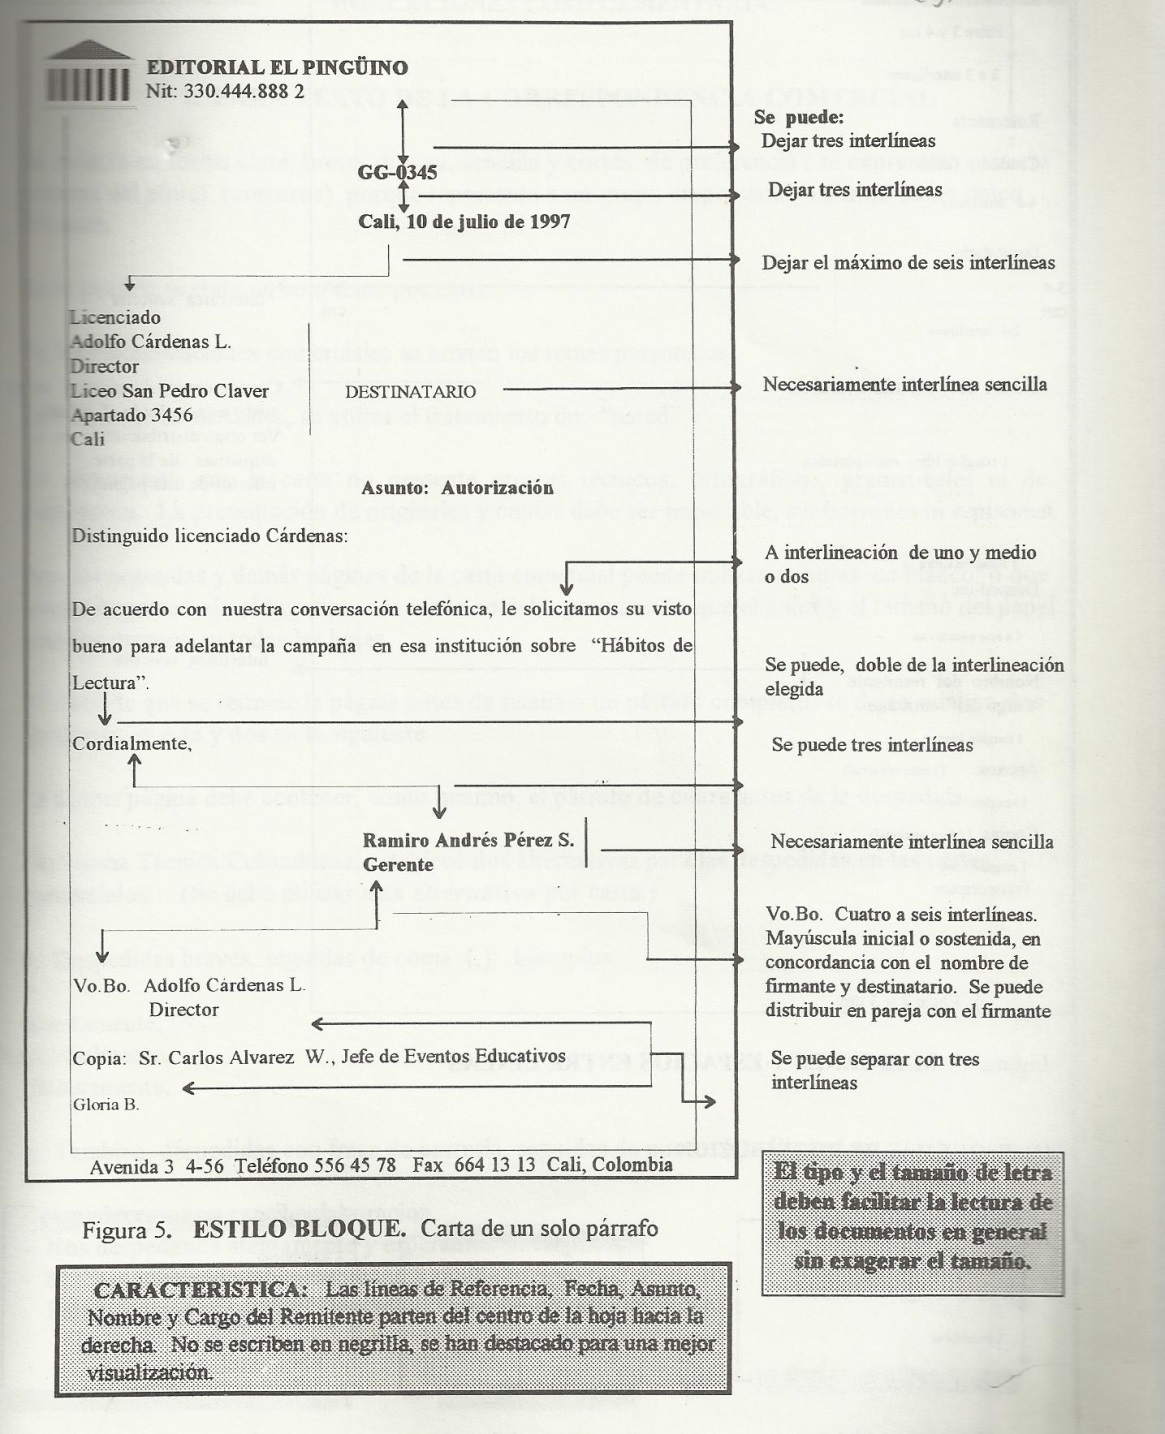 EDITORIAL EL PINGÜINO
Nit: 330.444.888 2
Se puede:
Dejar tres interlíneas
GG-0345
Dejar tres interlíneas
Cali, 10 de julio de 1997
Dejar el máximo de seis interlíneas
Licenciado
Adolfo Cárdenas L.
Director
Liceo San Pedro Claver
Apartado 3456
Cali
DESTINATARIO
Necesariamente interlínea sencilla
Asunto: Autorización
Distinguido licenciado Cárdenas:
A interlineación de uno y medio
o dos
De acuerdo con nuestra conversación telefónica, le solicitamos su visto
bueno para adelantar la campaña en esa institución sobre “Hábitos de
Lectura”.
Se puede, doble de la interlineación
elegida
Cordialmente,
Se puede tres interlíneas
Ramiro Andrés Pérez S.
Gerente
Necesariamente interlínea sencilla
Vo.Bo. Cuatro a seis interlíneas.
Mayúscula inicial o sostenida, en
concordancia con el nombre de
firmante y destinatario. Se puede
distribuir en pareja con el firmante
Vo.Bo. Adolfo Cárdenas L.
Director
Copia: Sr. Carlos Alvarez W., Jefe de Eventos Educativos
Se puede separar con tres
interlíneas
Gloria B.
Avenida 3 4-56 Teléfono 556 45 78 Fax 664 13 13 Cali, Colombia
El tipo y el tamaño de letra
deben facilitar la lectura de
los documentos en general
sin exagerar el tamaño.
Figura 5. ESTILO BLOQUE. Carta de un solo párrafo
CARACTERISTICA: Las líneas de Referencia, Fecha, Asunto,
Nombre y Cargo del Remitente parten del centro de la hoja hacia la
derecha. No se escriben en negrilla, se han destacado para una mejor
visualización.